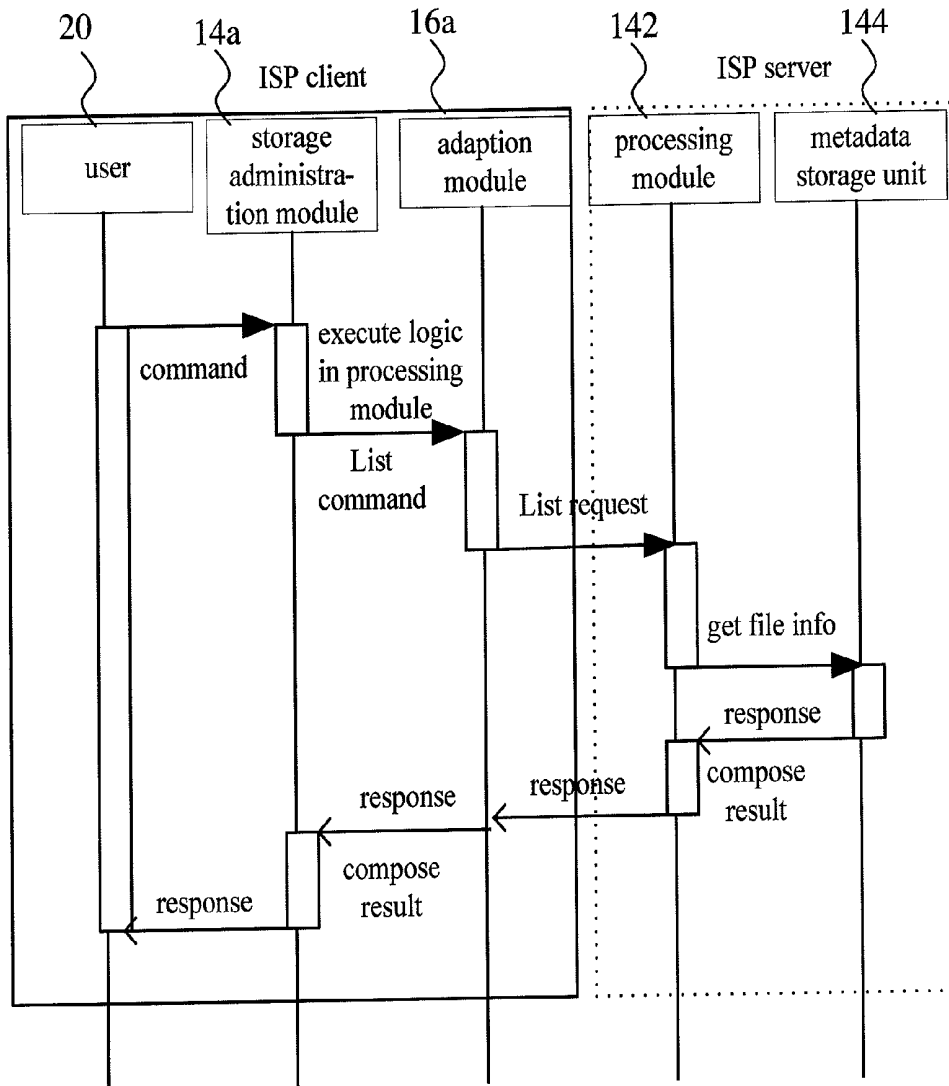 20
14a
16a
142
144
ISP client
ISP server
user
storage
administra-
tion module
adaption
module
processing
module
metadada
storage unit
command
execute logic
in processing
module
List
command
List request
get file info
response
compose
result
response
response
compose
result
response